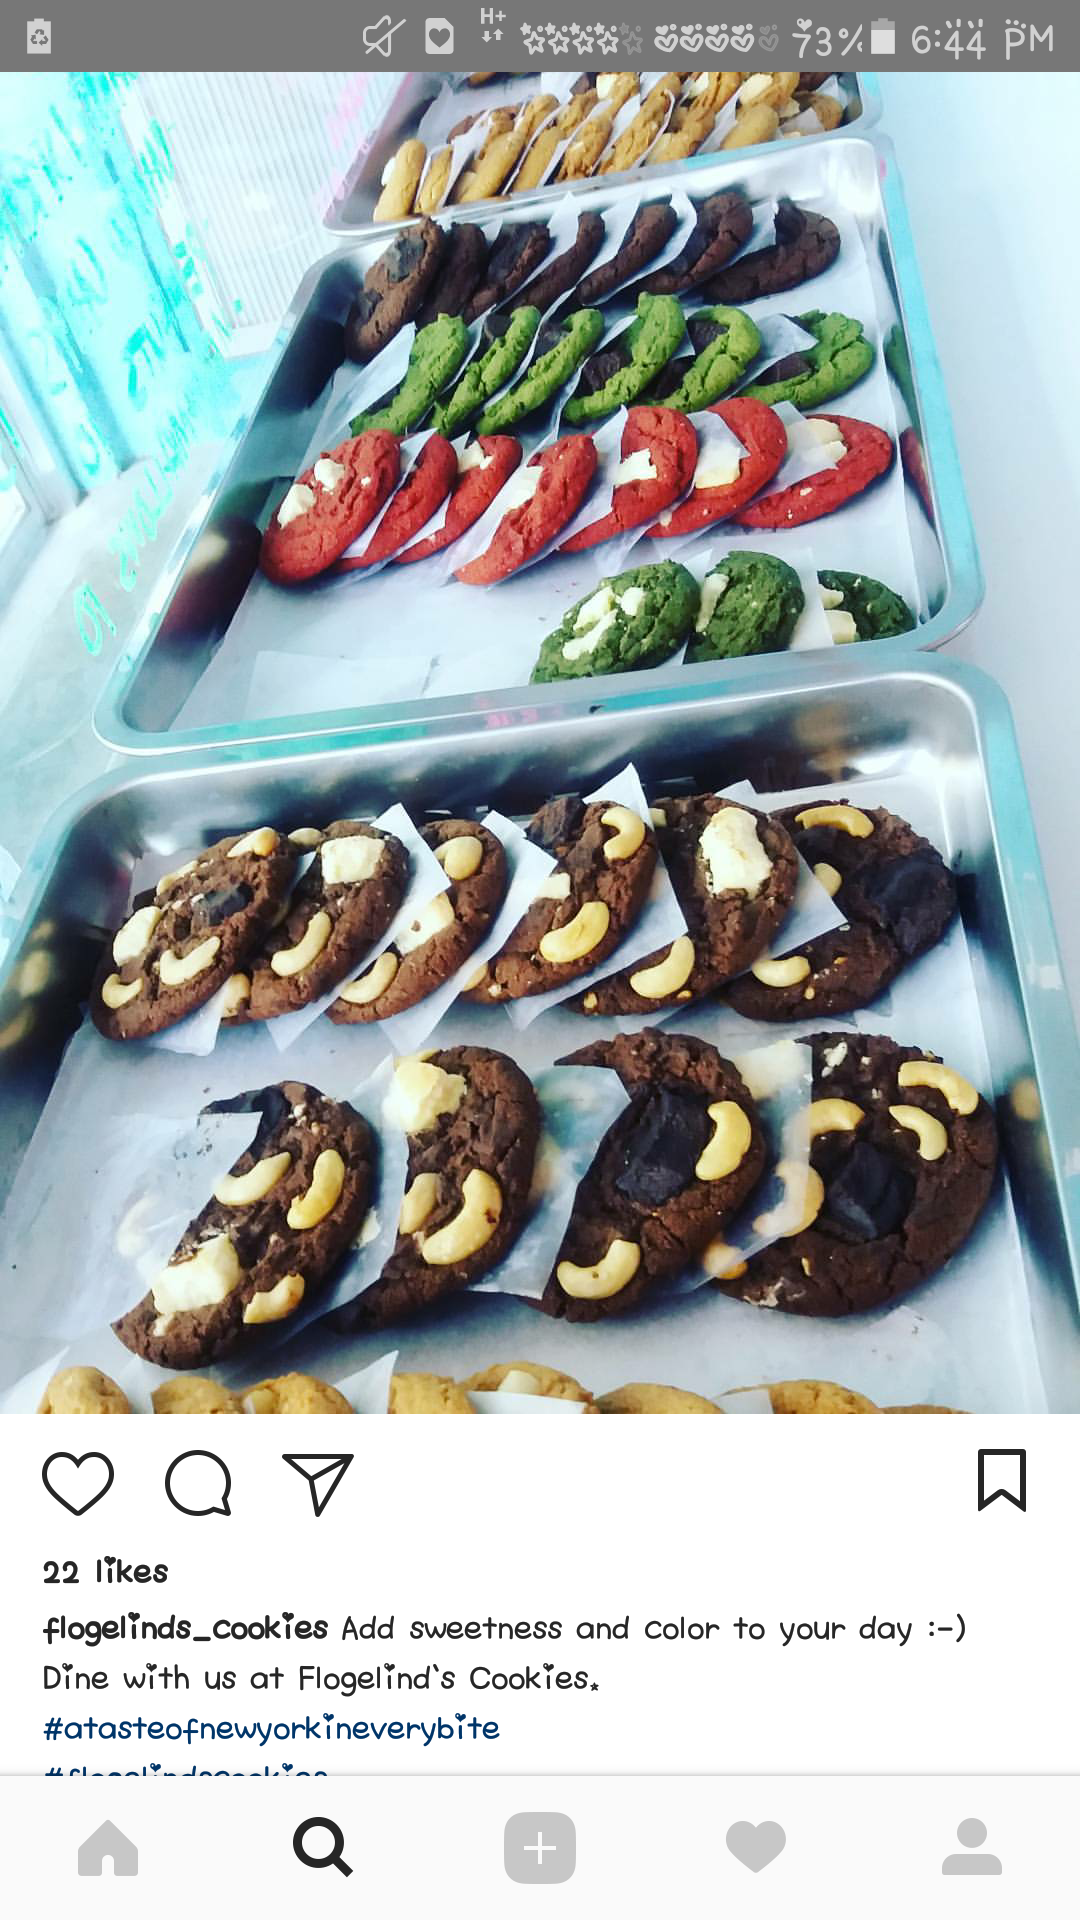 H+
73% 6:44 PM
22 likes
flogelinds_cookies Add sweetness and color to your day :-)
Dine with us at Flogelind's Cookies.
#atasteofnewyorkineverybite
#flogelindscookies